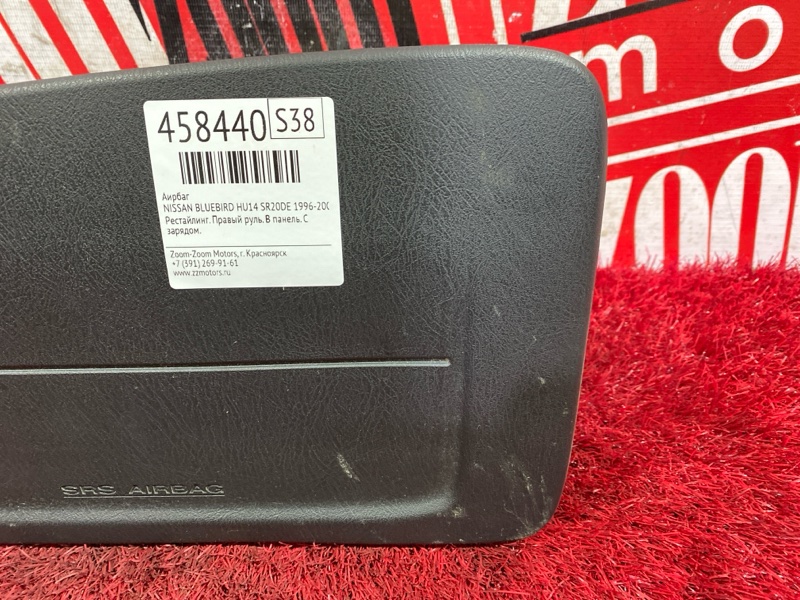 458440 S38
Аирбаг
NISSAN BLUEBIRD HU14 SR20DE 1996-200
Рестайлинг. Правый руль. В панель. С
зарядом.
Zoom-Zoom Motors, г. Красноярск
+7 (391) 269-91-61
www.zzmotors.ru
SRS AIRBAG